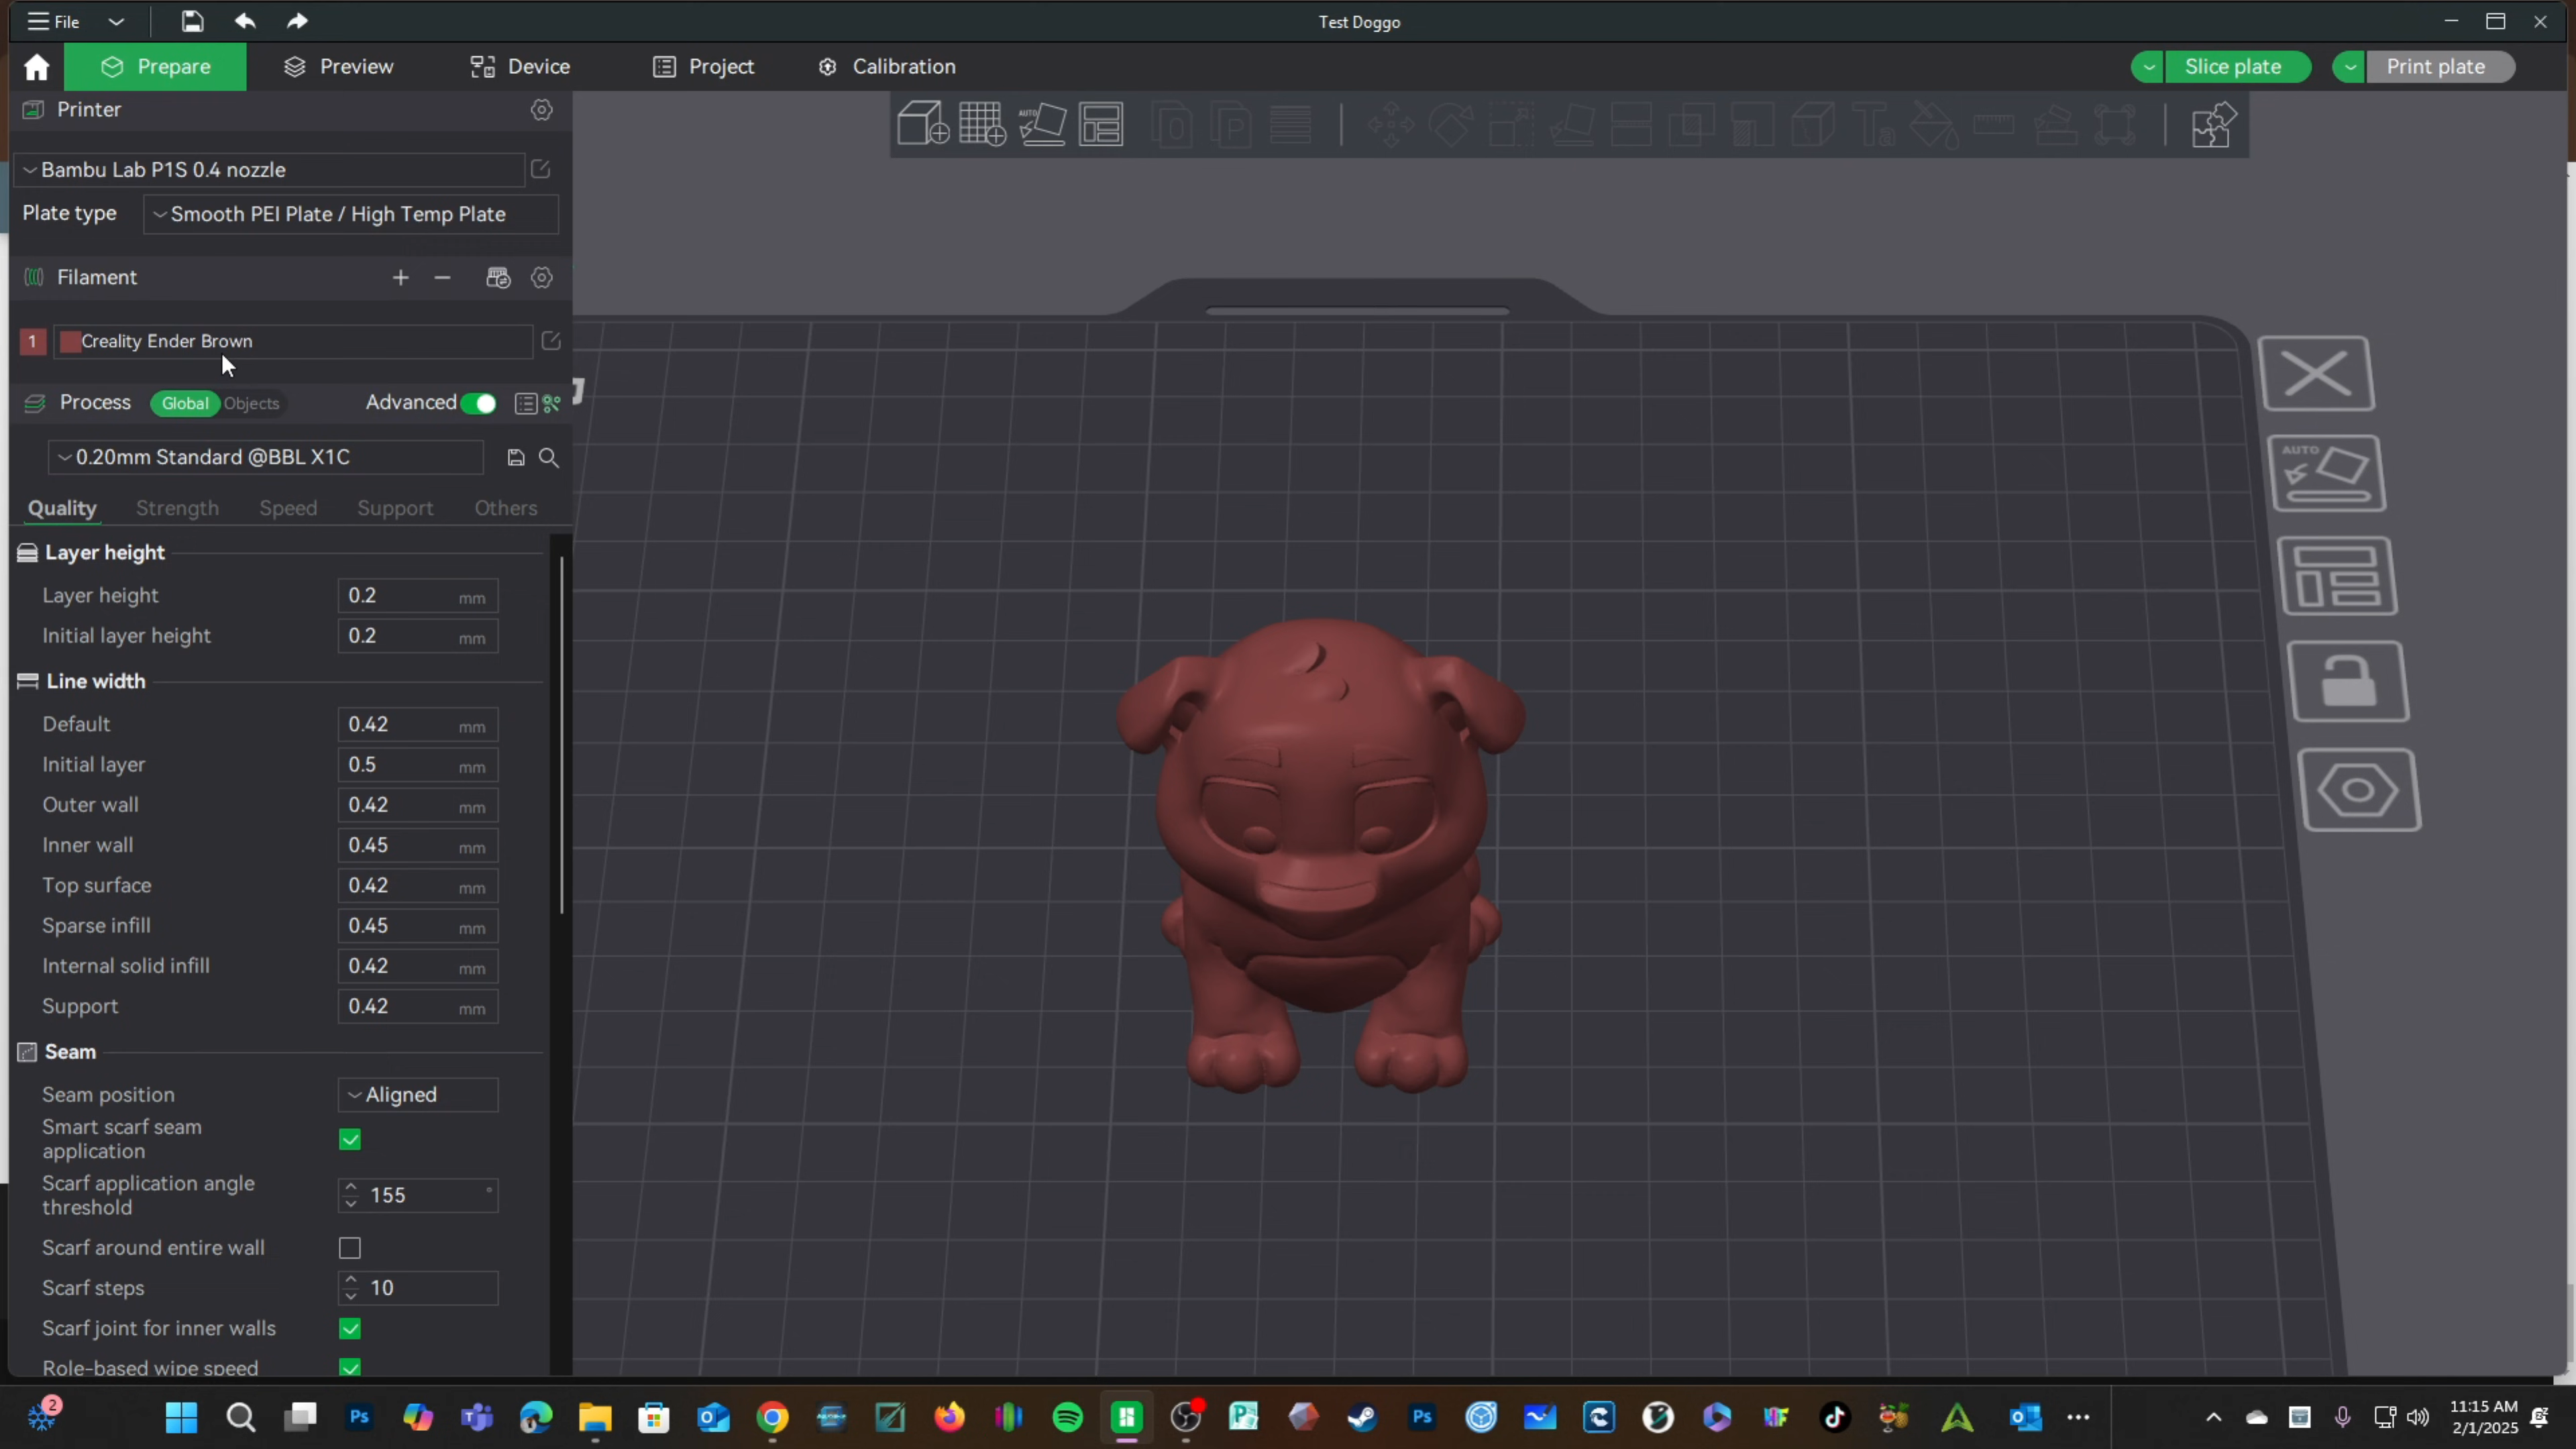 File
Test Doggo
Prepare
Preview
Device
Project
Calibration
Slice plate
Print plate
Printer
Bambu Lab P1S 0.4 nozzle
Plate type
Smooth PEI Plate / High Temp Plate
Filament
1
Creality Ender Brown
Process
Global
Objects
Advanced
0.20mm Standard @BBL X1C
Quality
Strength
Speed
Support
Others
Layer height
Layer height 0.2 mm
Initial layer height 0.2 mm
Line width
Default 0.42 mm
Initial layer 0.5 mm
Outer wall 0.42 mm
Inner wall 0.45 mm
Top surface 0.42 mm
Sparse infill 0.45 mm
Internal solid infill 0.42 mm
Support 0.42 mm
Seam
Seam position Aligned
Smart scarf seam
application
Scarf application angle
threshold
155 °
Scarf around entire wall
Scarf steps 10
Scarf joint for inner walls
Role-based wipe speed
AUTO
AUTO
2
11:15 AM
2/1/2025